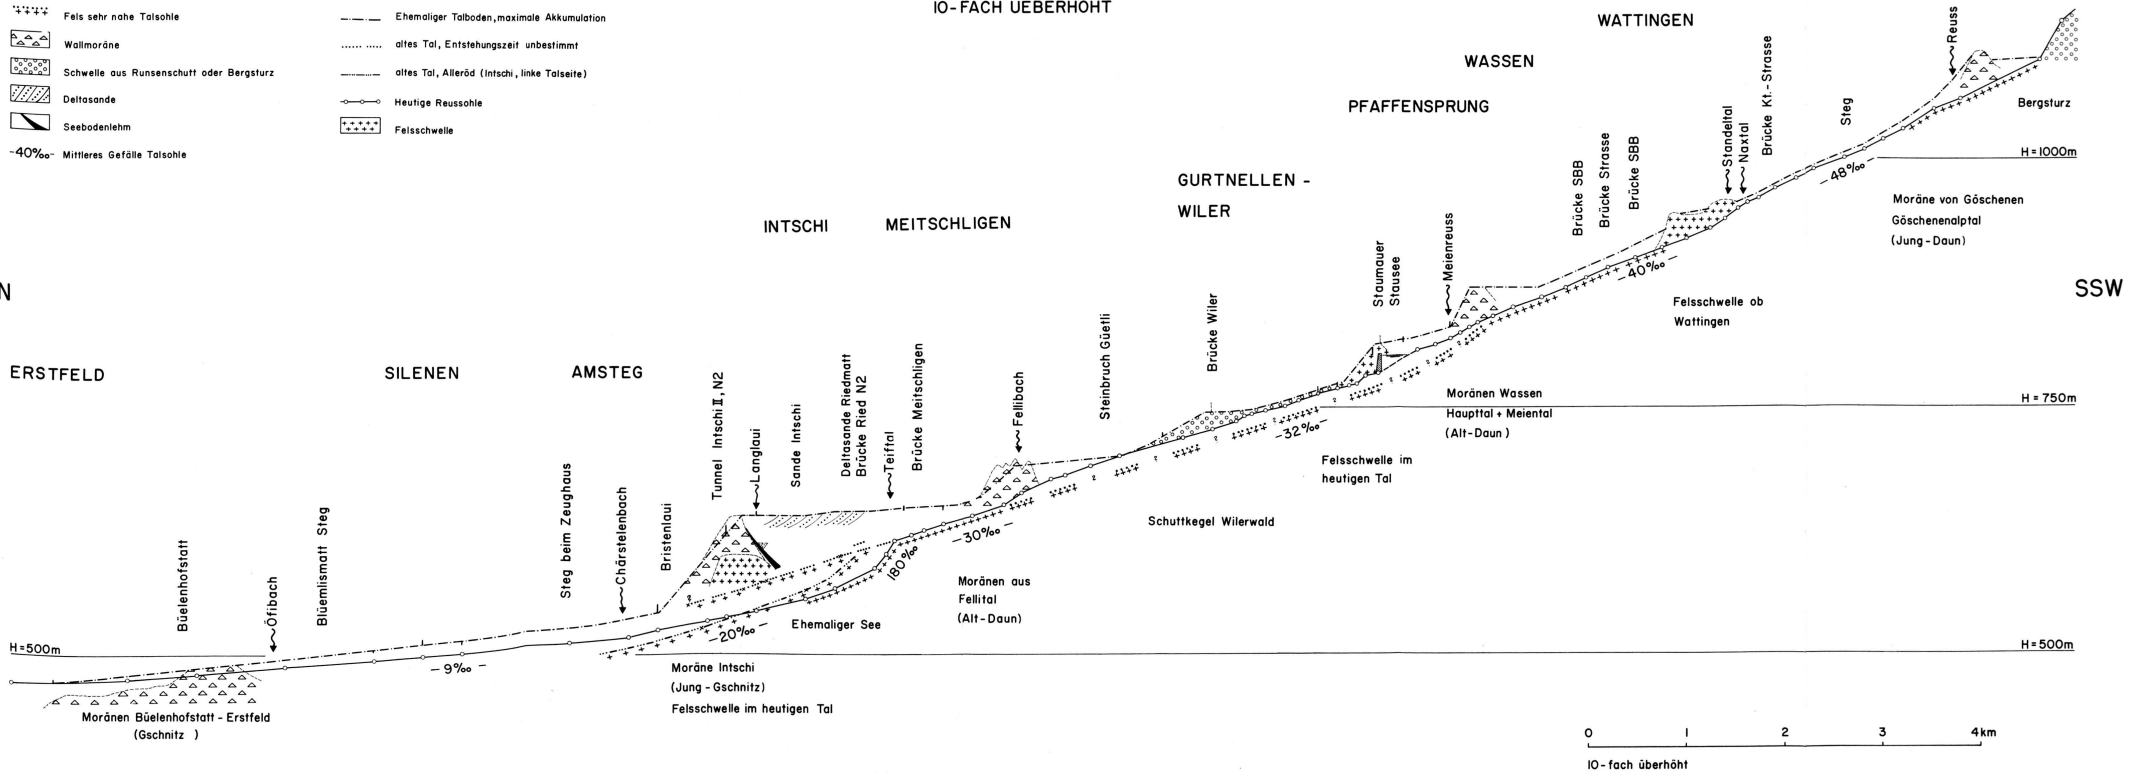 10-FACH UEBERHÖHT
Fels sehr nahe Talsohle
Wallmoräne
Schwelle aus Runsenschutt oder Bergsturz
Deltasande
Seebodenlehm
-40‰- Mittleres Gefälle Talsohle
Ehemaliger Talboden, maximale Akkumulation
altes Tal, Entstehungszeit unbestimmt
altes Tal, Alleröd (Intschi, linke Talseite)
Heutige Reussohle
Felsschwelle
N
SSW
ERSTFELD
SILENEN
AMSTEG
INTSCHI
MEITSCHLIGEN
GURTNELLEN -
WILER
PFAFFENSPRUNG
WASSEN
WATTINGEN
Büelenhofstatt
Öfibach
Blüemlismatt Steg
Steg beim Zeughaus
Chärstelenbach
Bristenlaui
Tunnel Intschi II, N2
Langlaui
Sande Intschi
Deltasande Riedmatt
Brücke Ried N2
Teiftal
Brücke Meitschligen
Fellibach
Steinbruch Güetli
Brücke Wiler
Staumauer
Stausee
Meienreuss
Brücke SBB
Brücke Strasse
Brücke SBB
Standeltal
Naxtal
Brücke Kt.-Strasse
Steg
Reuss
Bergsturz
H=1000m
H=750m
H=500m
H=500m
-9‰-
-20‰-
180‰
-30‰-
-32‰-
-40‰-
-48‰-
Moräne von Göschenen
Göschenenalptal
(Jung-Daun)
Felsschwelle ob
Wattingen
Moränen Wassen
Haupttal + Meiental
(Alt-Daun)
Felsschwelle im
heutigen Tal
Schuttkegel Wilerwald
Moränen aus
Fellital
(Alt-Daun)
Ehemaliger See
Moräne Intschi
(Jung-Gschnitz)
Felsschwelle im heutigen Tal
Moränen Büelenhofstatt-Erstfeld
(Gschnitz )
0 1 2 3 4km
10-fach überhöht